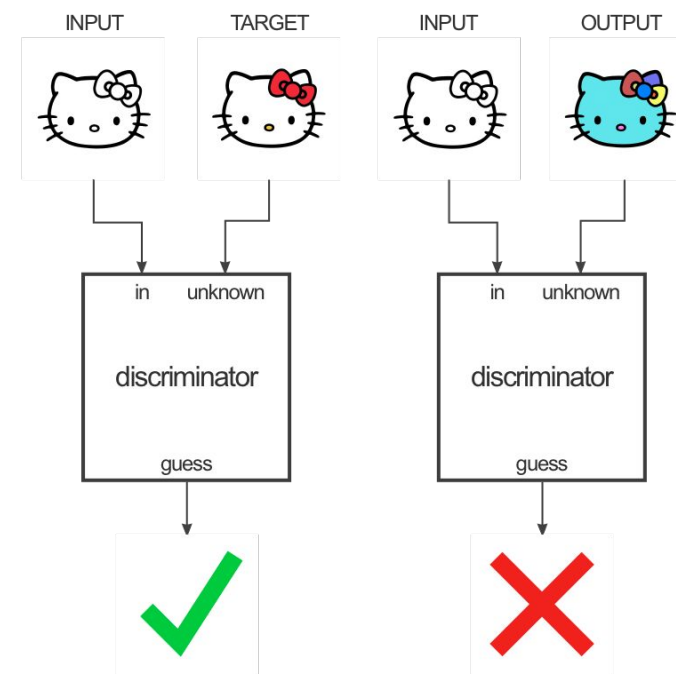 INPUT TARGET INPUT OUTPUT
in unknown in unknown
discriminator discriminator
guess guess